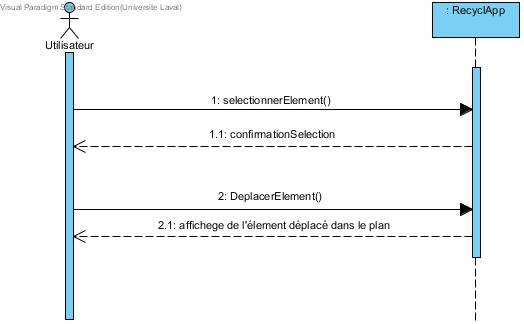 Visual Paradigm Standard Edition(Universite Laval)
: RecyclApp
Utilisateur
1: selectionnerElement()
1.1: confirmationSelection
2: DeplacerElement()
2.1: affichege de l'élement déplacé dans le plan